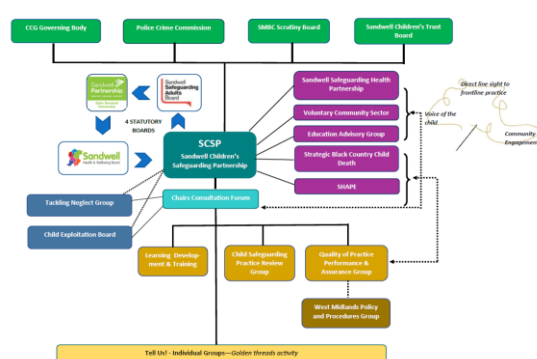 CCG Governing Body
Police Crime Commission
SMBC Scrutiny Board
Sandwell Children's Trust
Board
Sandwell
Partnership
Sandwell
Safeguarding
Adults
Board
4 STATUTORY
BOARDS
Sandwell
Health & Wellbeing Board
SCSP
Sandwell Children's
Safeguarding Partnership
Chairs Consultation Forum
Tackling Neglect Group
Child Exploitation Board
Sandwell Safeguarding Health
Partnership
Voluntary Community Sector
Education Advisory Group
Strategic Black Country Child
Death
SHAPE
Direct line sight to
frontline practice
Voice of the
child
Community
Engagement
Learning, Develop-
ment & Training
Child Safeguarding
Practice Review
Group
Quality of Practice
Performance &
Assurance Group
West Midlands Policy
and Procedures Group
Tell Us! - Individual Groups—Golden threads activity